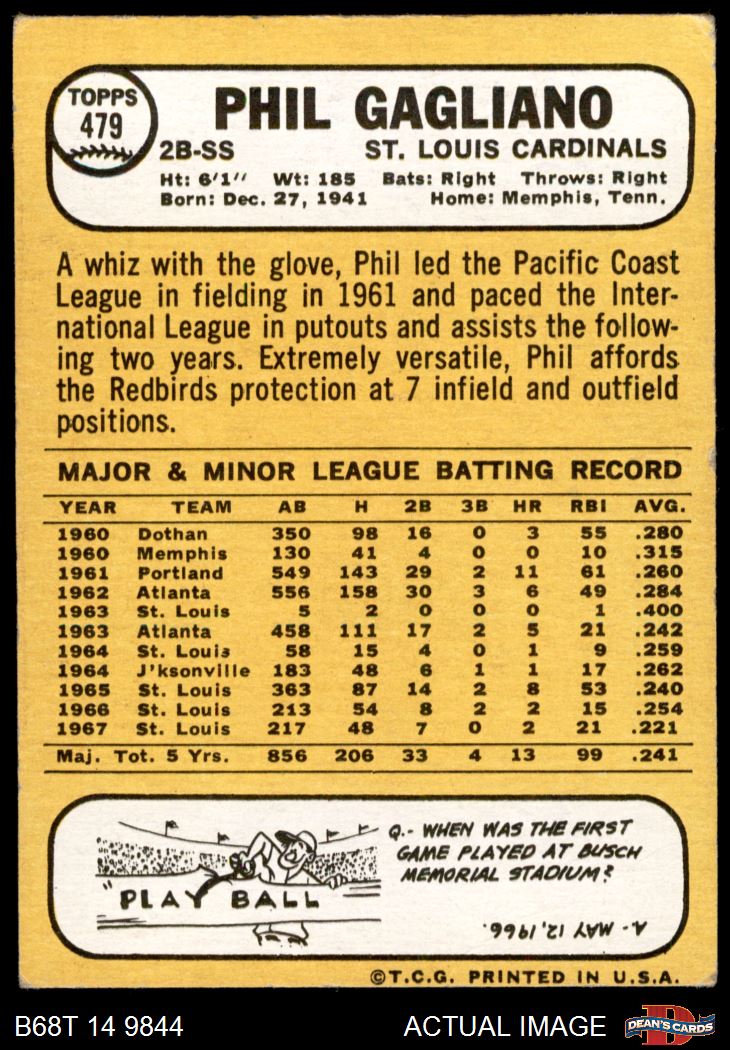 TOPPS
479
PHIL GAGLIANO
2B-SS ST. LOUIS CARDINALS
Ht: 6'1" Wt: 185 Bats: Right Throws: Right
Born: Dec. 27, 1941 Home: Memphis, Tenn.
A whiz with the glove, Phil led the Pacific Coast
League in fielding in 1961 and paced the Inter-
national League in putouts and assists the follow-
ing two years. Extremely versatile, Phil affords
the Redbirds protection at 7 infield and outfield
positions.
MAJOR & MINOR LEAGUE BATTING RECORD
YEAR TEAM AB H 2B 3B HR RBI AVG.
1960 Dothan 350 98 16 0 3 55 .280
1960 Memphis 130 41 4 0 0 10 .315
1961 Portland 549 143 29 2 11 61 .260
1962 Atlanta 556 158 30 3 6 49 .284
1963 St. Louis 5 2 0 0 0 1 .400
1963 Atlanta 458 111 17 2 5 21 .242
1964 St. Louis 58 15 4 0 1 9 .259
1964 J'ksonville 183 48 6 1 1 17 .262
1965 St. Louis 363 87 14 2 8 53 .240
1966 St. Louis 213 54 8 2 2 15 .254
1967 St. Louis 217 48 7 0 2 21 .221
Maj. Tot. 5 Yrs. 856 206 33 4 13 99 .241
"PLAY BALL
Q.- WHEN WAS THE FIRST
GAME PLAYED AT BUSCH
MEMORIAL STADIUM?
A- MAY 12, 1966.
©T.C.G. PRINTED IN U.S.A.
B68T 14 9844 ACTUAL IMAGE
D
DEAN'S CARDS